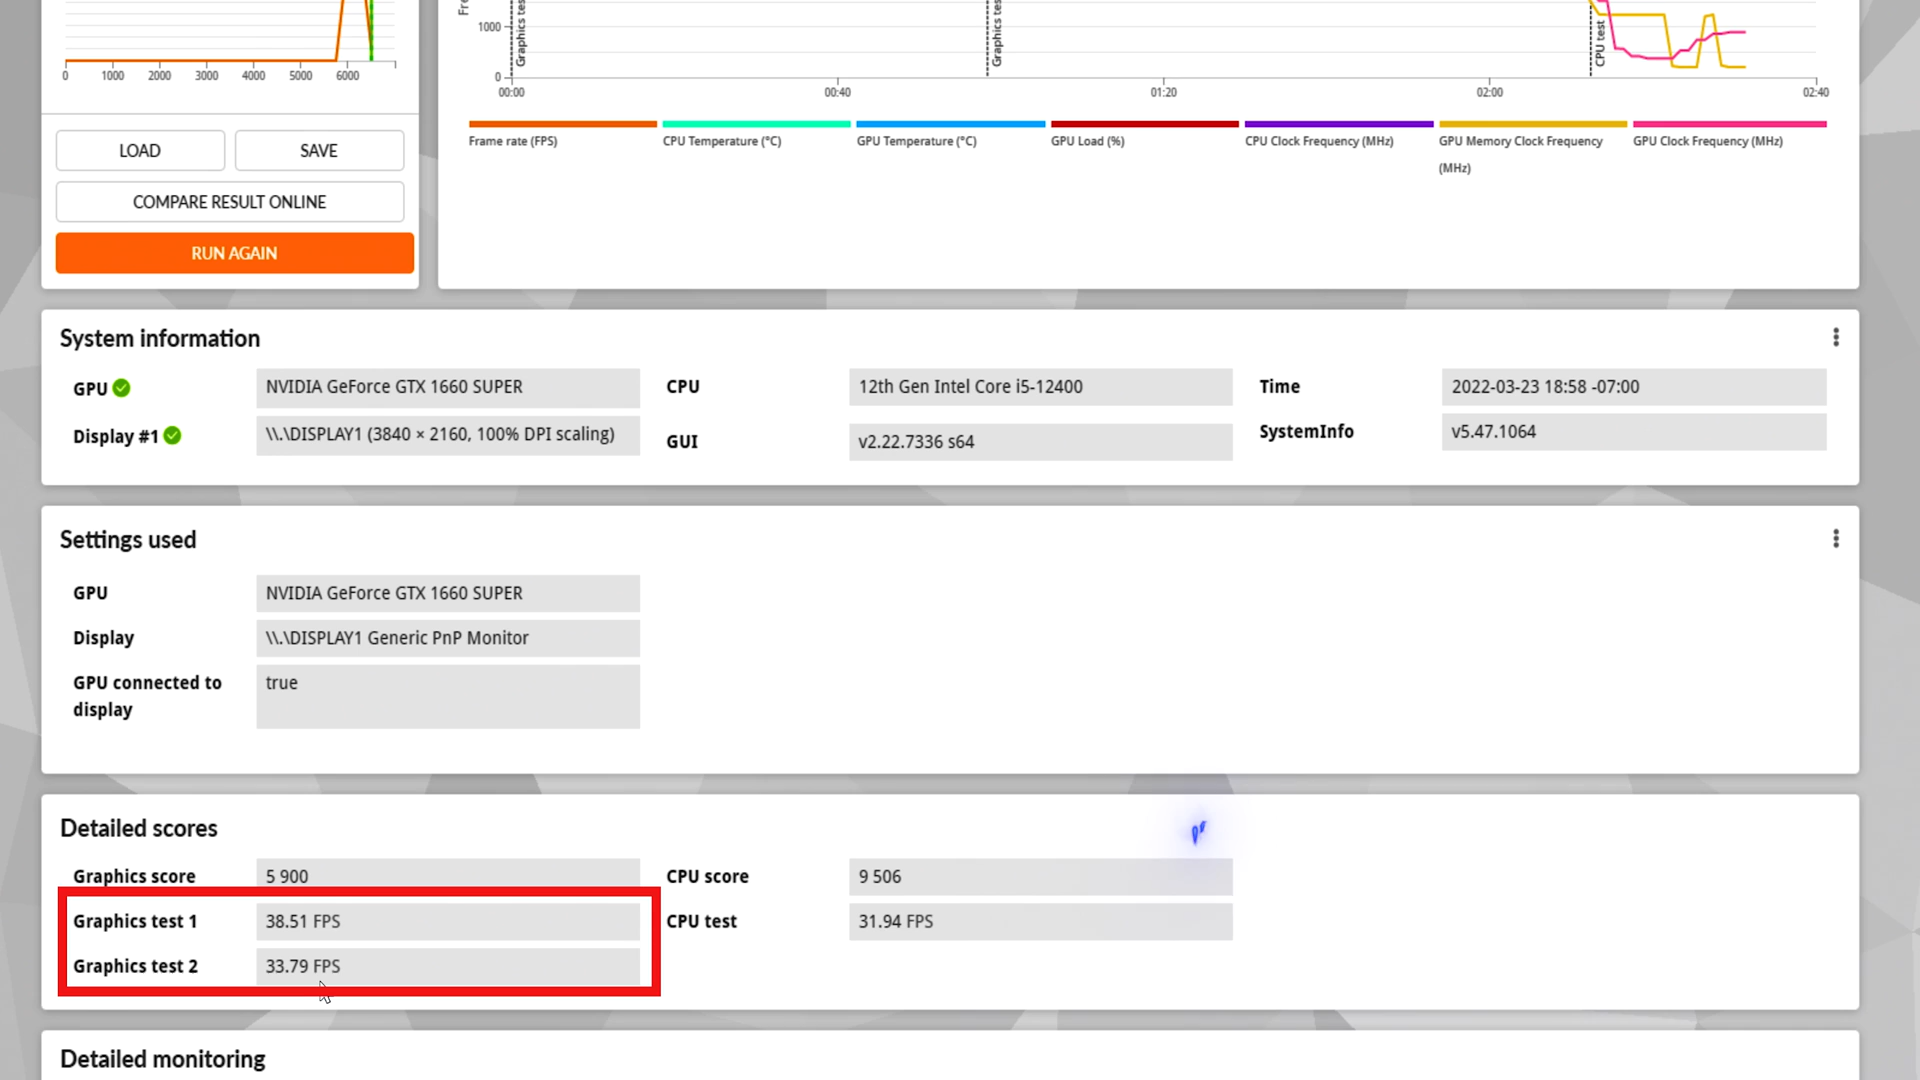 0 1000 2000 3000 4000 5000 6000
1000
0
Graphics tes
Graphics tes
CPU test
00:00 00:40 01:20 02:00 02:40
Frame rate (FPS)
CPU Temperature (°C)
GPU Temperature (°C)
GPU Load (%)
CPU Clock Frequency (MHz)
GPU Memory Clock Frequency
(MHz)
GPU Clock Frequency (MHz)
LOAD
SAVE
COMPARE RESULT ONLINE
RUN AGAIN
System information
GPU NVIDIA GeForce GTX 1660 SUPER
Display #1 \\.\DISPLAY1 (3840 × 2160, 100% DPI scaling)
CPU 12th Gen Intel Core i5-12400
GUI v2.22.7336 s64
Time 2022-03-23 18:58 -07:00
SystemInfo v5.47.1064
Settings used
GPU NVIDIA GeForce GTX 1660 SUPER
Display \\.\DISPLAY1 Generic PnP Monitor
GPU connected to
display
true
Detailed scores
Graphics score 5 900
Graphics test 1 38.51 FPS
Graphics test 2 33.79 FPS
CPU score 9 506
CPU test 31.94 FPS
Detailed monitoring